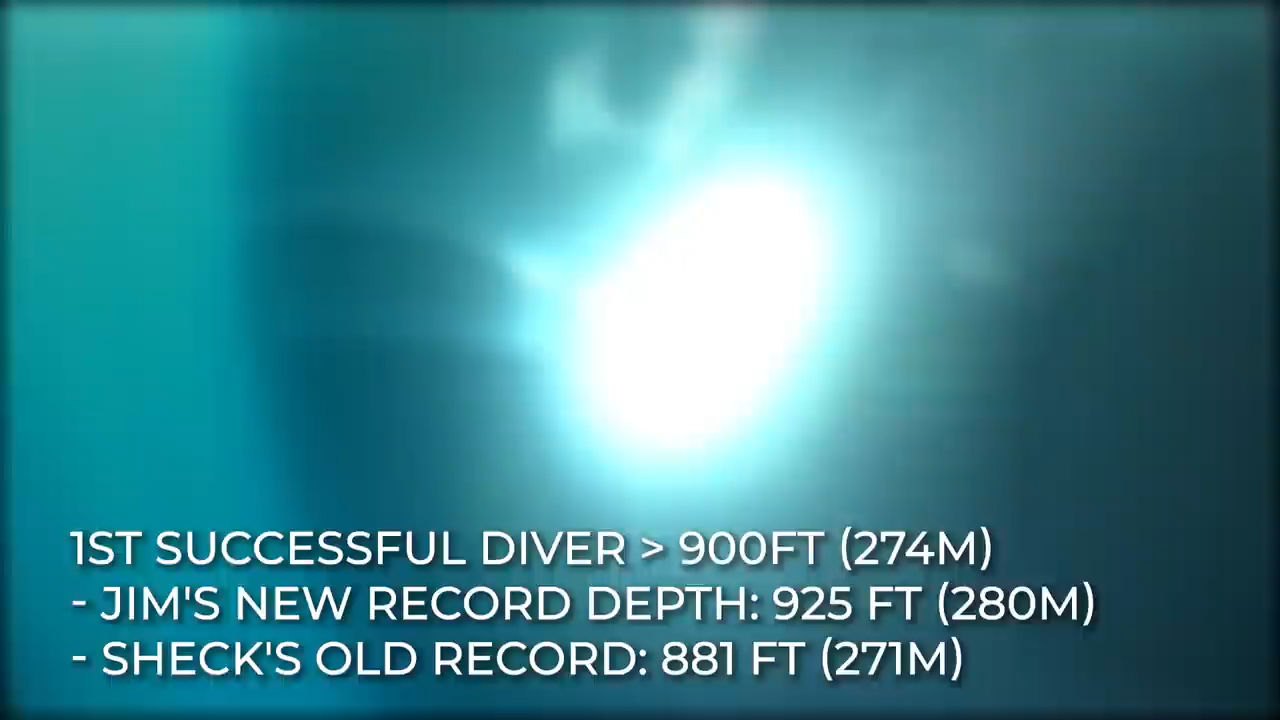 1ST SUCCESSFUL DIVER > 900FT (274M)
- JIM'S NEW RECORD DEPTH: 925 FT (280M)
- SHECK'S OLD RECORD: 881 FT (271M)